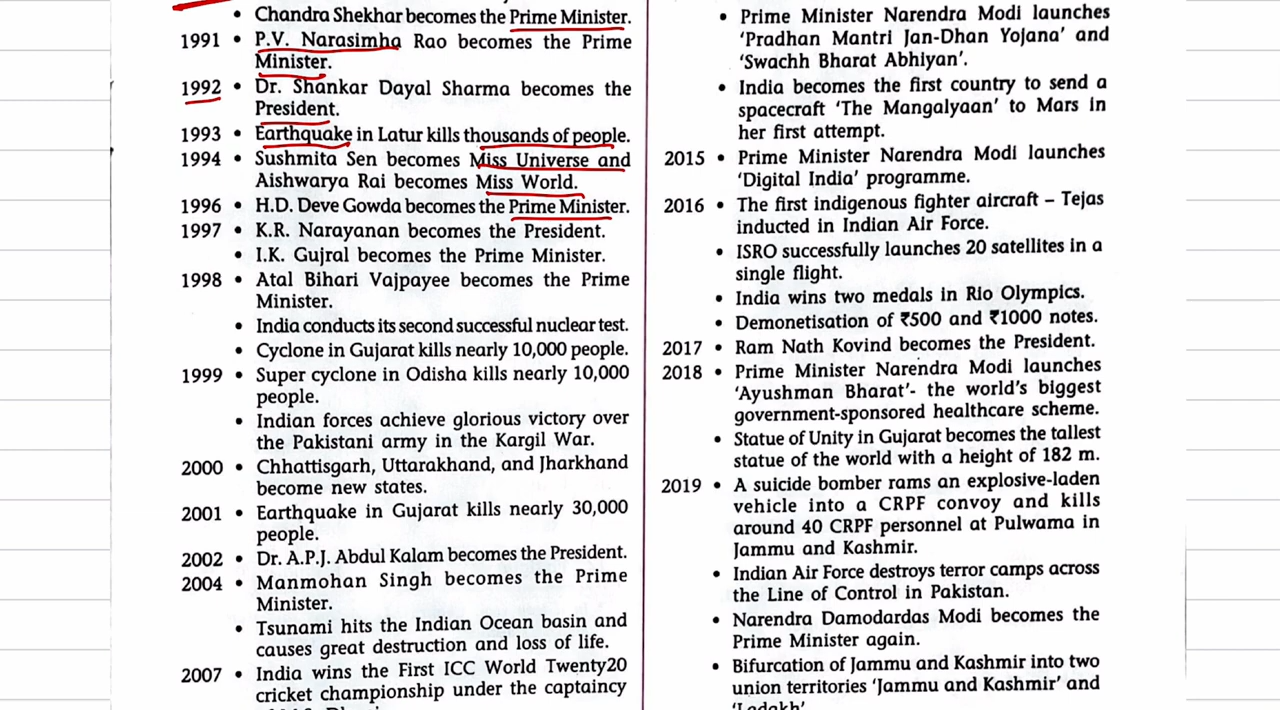 • Chandra Shekhar becomes the Prime Minister.
1991 • P.V. Narasimha Rao becomes the Prime
Minister.
1992 • Dr. Shankar Dayal Sharma becomes the
President.
1993 • Earthquake in Latur kills thousands of people.
1994 • Sushmita Sen becomes Miss Universe and
Aishwarya Rai becomes Miss World.
1996 • H.D. Deve Gowda becomes the Prime Minister.
1997 • K.R. Narayanan becomes the President.
• I.K. Gujral becomes the Prime Minister.
1998 • Atal Bihari Vajpayee becomes the Prime
Minister.
• India conducts its second successful nuclear test.
• Cyclone in Gujarat kills nearly 10,000 people.
1999 • Super cyclone in Odisha kills nearly 10,000
people.
• Indian forces achieve glorious victory over
the Pakistani army in the Kargil War.
2000 • Chhattisgarh, Uttarakhand, and Jharkhand
become new states.
2001 • Earthquake in Gujarat kills nearly 30,000
people.
2002 • Dr. A.P.J. Abdul Kalam becomes the President.
2004 • Manmohan Singh becomes the Prime
Minister.
• Tsunami hits the Indian Ocean basin and
causes great destruction and loss of life.
2007 • India wins the First ICC World Twenty20
cricket championship under the captaincy
• Prime Minister Narendra Modi launches
‘Pradhan Mantri Jan-Dhan Yojana’ and
‘Swachh Bharat Abhiyan’.
• India becomes the first country to send a
spacecraft ‘The Mangalyaan’ to Mars in
her first attempt.
2015 • Prime Minister Narendra Modi launches
‘Digital India’ programme.
2016 • The first indigenous fighter aircraft – Tejas
inducted in Indian Air Force.
• ISRO successfully launches 20 satellites in a
single flight.
• India wins two medals in Rio Olympics.
• Demonetisation of ₹500 and ₹1000 notes.
2017 • Ram Nath Kovind becomes the President.
2018 • Prime Minister Narendra Modi launches
‘Ayushman Bharat’- the world’s biggest
government-sponsored healthcare scheme.
• Statue of Unity in Gujarat becomes the tallest
statue of the world with a height of 182 m.
2019 • A suicide bomber rams an explosive-laden
vehicle into a CRPF convoy and kills
around 40 CRPF personnel at Pulwama in
Jammu and Kashmir.
• Indian Air Force destroys terror camps across
the Line of Control in Pakistan.
• Narendra Damodardas Modi becomes the
Prime Minister again.
• Bifurcation of Jammu and Kashmir into two
union territories ‘Jammu and Kashmir’ and